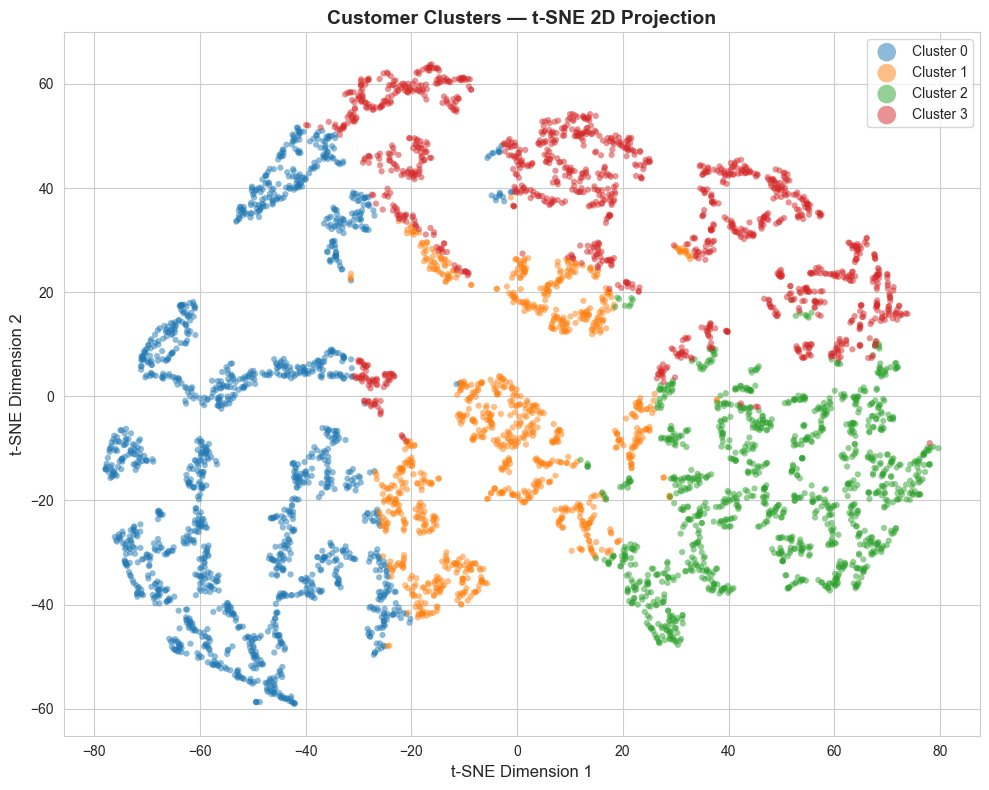 Customer Clusters — t-SNE 2D Projection
Cluster 0
Cluster 1
Cluster 2
Cluster 3
60
40
20
0
−20
−40
−60
t-SNE Dimension 2
−80 −60 −40 −20 0 20 40 60 80
t-SNE Dimension 1